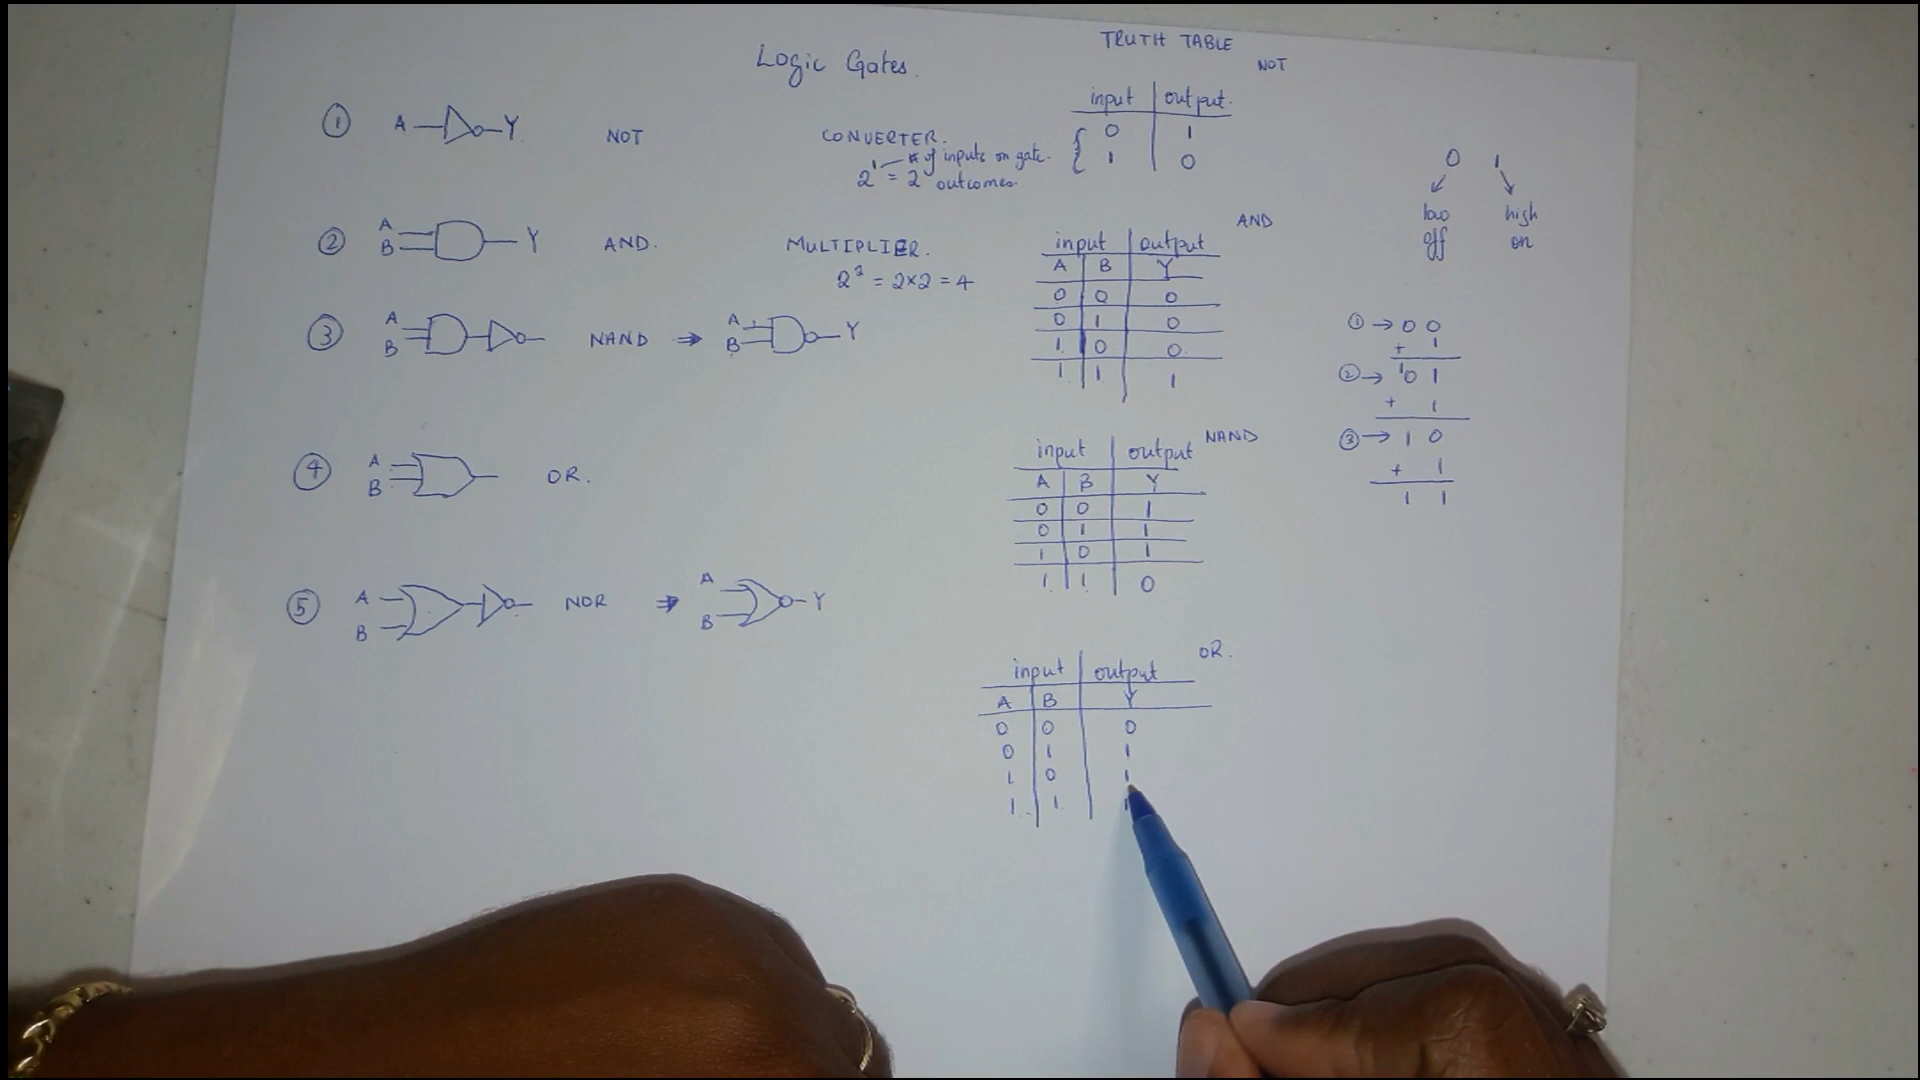 Logic Gates.
TRUTH TABLE
NOT
① A Y NOT
CONVERTER.
2¹ = 2 outcomes.
# of inputs on gate.
input output.
0 1
1 0
0 1
low high
off on
② A B Y AND.
MULTIPLIER.
2² = 2×2 = 4
AND
input output
A B Y
0 0 0
0 1 0
1 0 0
1 1 1
③ A B NAND ⇒ A B Y
① → 0 0
+ 1
② → ¹0 1
+ 1
③ → 1 0
+ 1
1 1
NAND
input output
A B Y
0 0 1
0 1 1
1 0 1
1 1 0
④ A B OR.
⑤ A B NOR ⇒ A B Y
OR.
input output
A B Y
0 0 0
0 1 1
1 0 1
1 1 1